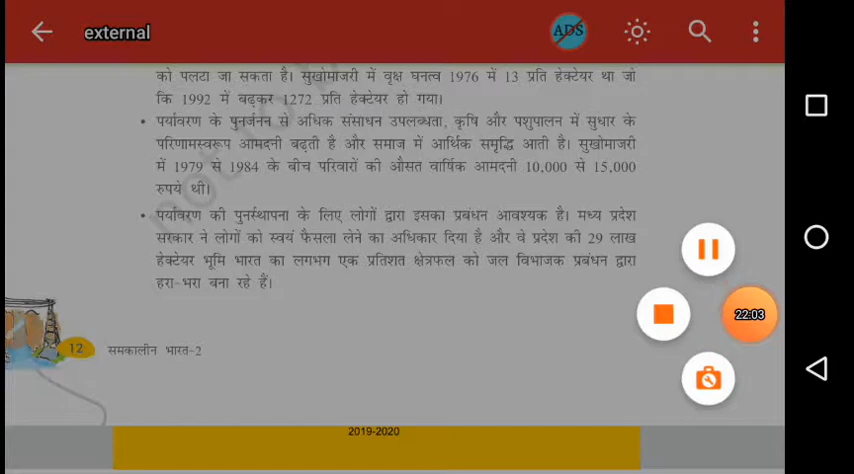 external
ADS
को पलटा जा सकता है। सुखोमाजरी में वृक्ष घनत्व 1976 में 13 प्रति हेक्टेयर था जो
कि 1992 में बढ़कर 1272 प्रति हेक्टेयर हो गया।
• पर्यावरण के पुनर्जनन से अधिक संसाधन उपलब्धता, कृषि और पशुपालन में सुधार के
परिणामस्वरूप आमदनी बढ़ती है और समाज में आर्थिक समृद्धि आती है। सुखोमाजरी
में 1979 से 1984 के बीच परिवारों की औसत वार्षिक आमदनी 10,000 से 15,000
रुपये थी।
• पर्यावरण की पुनर्स्थापना के लिए लोगों द्वारा इसका प्रबंधन आवश्यक है। मध्य प्रदेश
सरकार ने लोगों को स्वयं फैसला लेने का अधिकार दिया है और वे प्रदेश की 29 लाख
हेक्टेयर भूमि भारत का लगभग एक प्रतिशत क्षेत्रफल को जल विभाजक प्रबंधन द्वारा
हरा-भरा बना रहे हैं।
22:03
12 समकालीन भारत-2
2019-2020